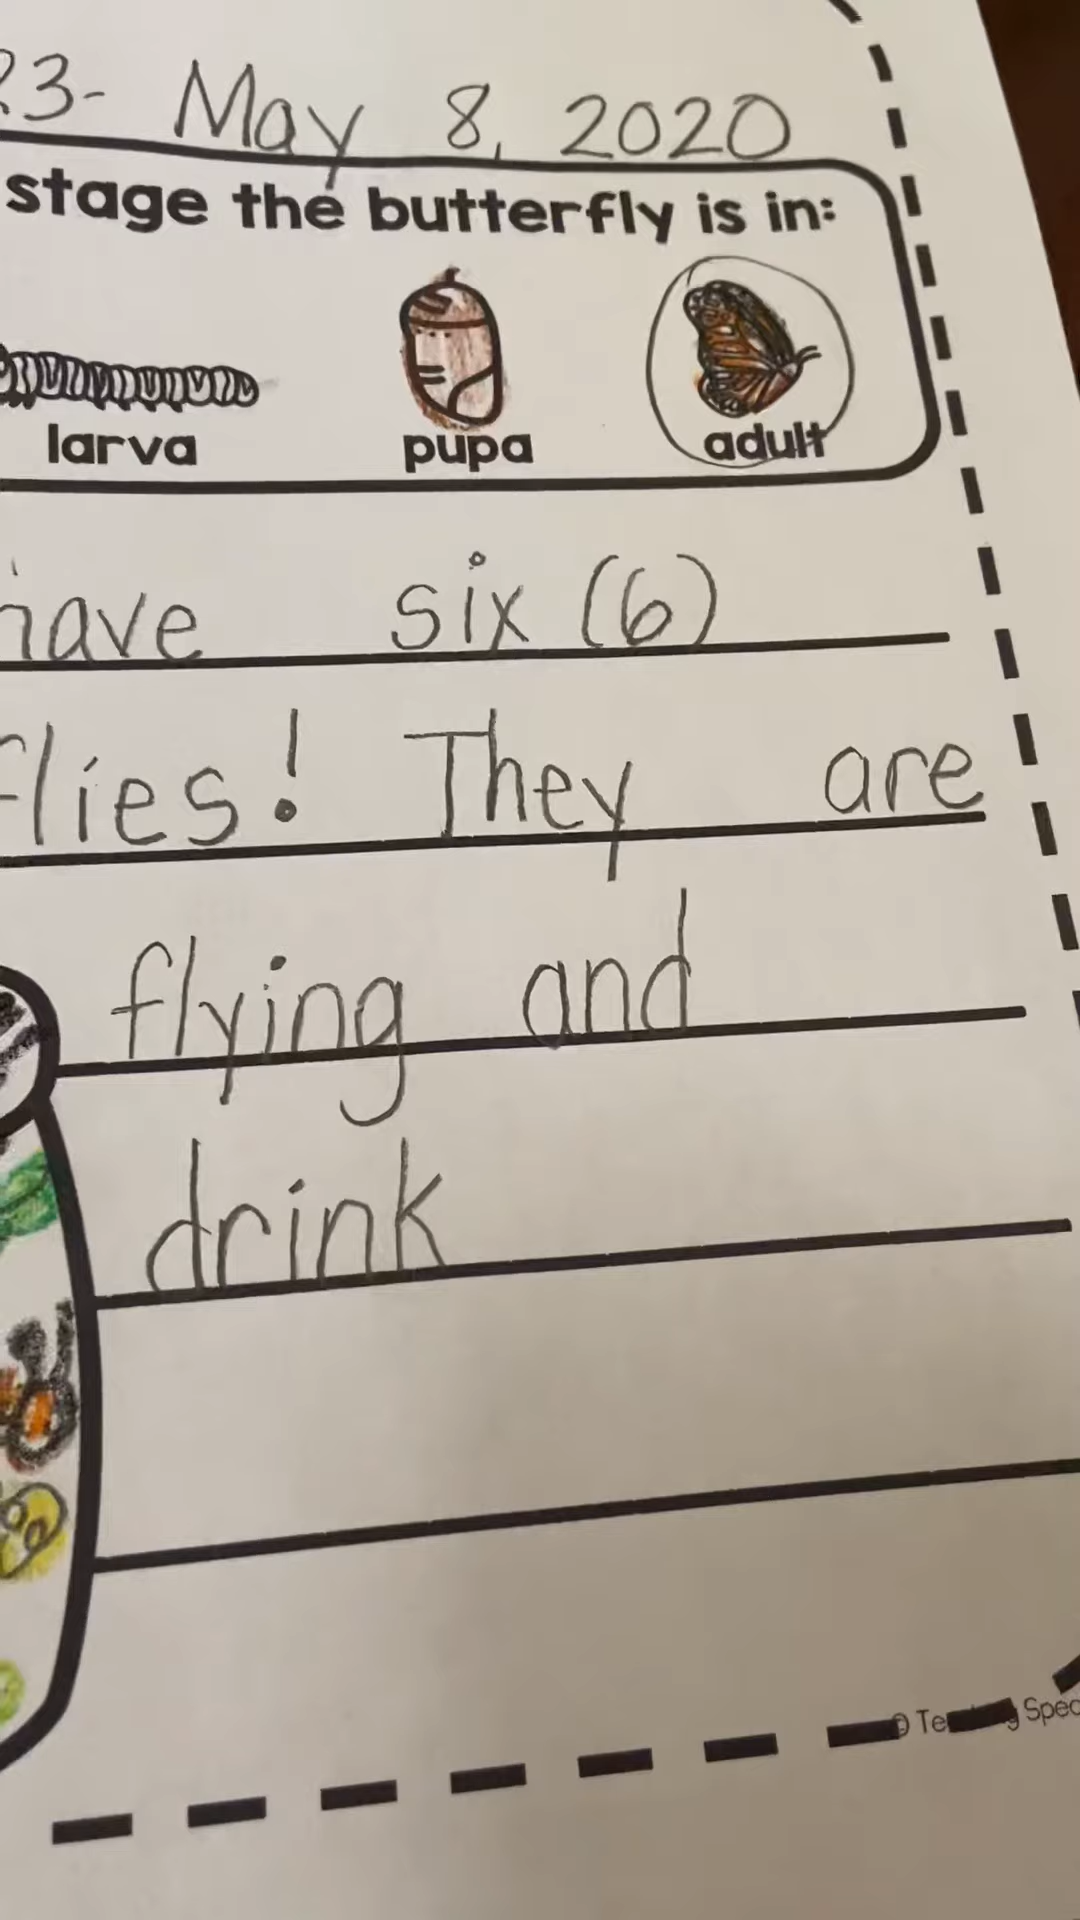 23- May 8, 2020
stage the butterfly is in:
larva pupa adult
have six (6)
flies! They are
flying and
drink
©